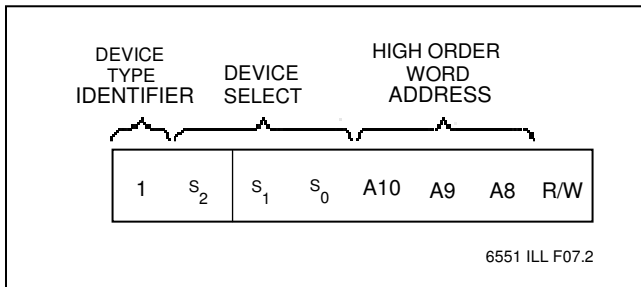 DEVICE TYPE IDENTIFIER
DEVICE SELECT
HIGH ORDER WORD ADDRESS
1 S2 S1 S0 A10 A9 A8 R/W
6551 ILL F07.2